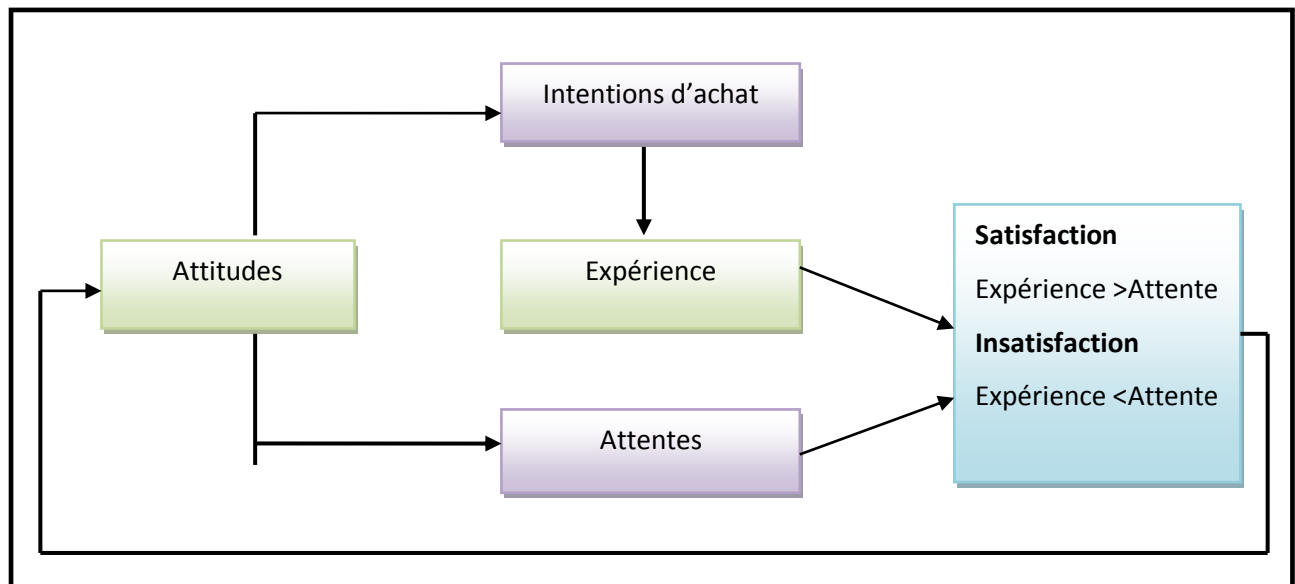 Intentions d’achat
Attitudes
Expérience
Attentes
Satisfaction
Expérience >Attente
Insatisfaction
Expérience <Attente